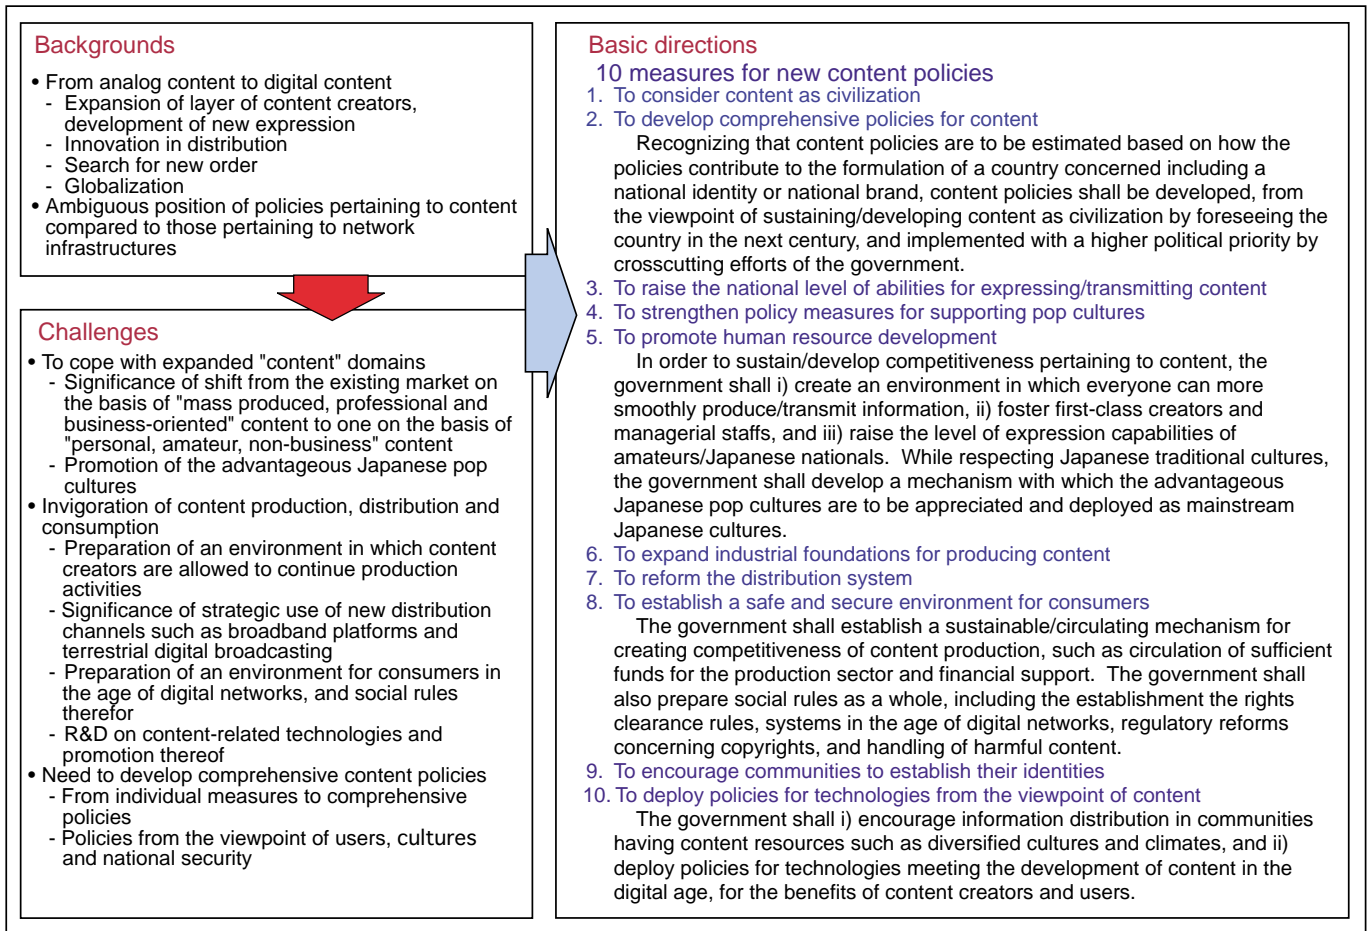 Backgrounds
• From analog content to digital content
- Expansion of layer of content creators,
development of new expression
- Innovation in distribution
- Search for new order
- Globalization
• Ambiguous position of policies pertaining to content
compared to those pertaining to network
infrastructures
Challenges
• To cope with expanded "content" domains
- Significance of shift from the existing market on
the basis of "mass produced, professional and
business-oriented" content to one on the basis of
"personal, amateur, non-business" content
- Promotion of the advantageous Japanese pop
cultures
• Invigoration of content production, distribution and
consumption
- Preparation of an environment in which content
creators are allowed to continue production
activities
- Significance of strategic use of new distribution
channels such as broadband platforms and
terrestrial digital broadcasting
- Preparation of an environment for consumers in
the age of digital networks, and social rules
therefor
- R&D on content-related technologies and
promotion thereof
• Need to develop comprehensive content policies
- From individual measures to comprehensive
policies
- Policies from the viewpoint of users, cultures
and national security
Basic directions
10 measures for new content policies
1. To consider content as civilization
2. To develop comprehensive policies for content
Recognizing that content policies are to be estimated based on how the
policies contribute to the formulation of a country concerned including a
national identity or national brand, content policies shall be developed, from
the viewpoint of sustaining/developing content as civilization by foreseeing the
country in the next century, and implemented with a higher political priority by
crosscutting efforts of the government.
3. To raise the national level of abilities for expressing/transmitting content
4. To strengthen policy measures for supporting pop cultures
5. To promote human resource development
In order to sustain/develop competitiveness pertaining to content, the
government shall i) create an environment in which everyone can more
smoothly produce/transmit information, ii) foster first-class creators and
managerial staffs, and iii) raise the level of expression capabilities of
amateurs/Japanese nationals. While respecting Japanese traditional cultures,
the government shall develop a mechanism with which the advantageous
Japanese pop cultures are to be appreciated and deployed as mainstream
Japanese cultures.
6. To expand industrial foundations for producing content
7. To reform the distribution system
8. To establish a safe and secure environment for consumers
The government shall establish a sustainable/circulating mechanism for
creating competitiveness of content production, such as circulation of sufficient
funds for the production sector and financial support. The government shall
also prepare social rules as a whole, including the establishment the rights
clearance rules, systems in the age of digital networks, regulatory reforms
concerning copyrights, and handling of harmful content.
9. To encourage communities to establish their identities
10. To deploy policies for technologies from the viewpoint of content
The government shall i) encourage information distribution in communities
having content resources such as diversified cultures and climates, and ii)
deploy policies for technologies meeting the development of content in the
digital age, for the benefits of content creators and users.